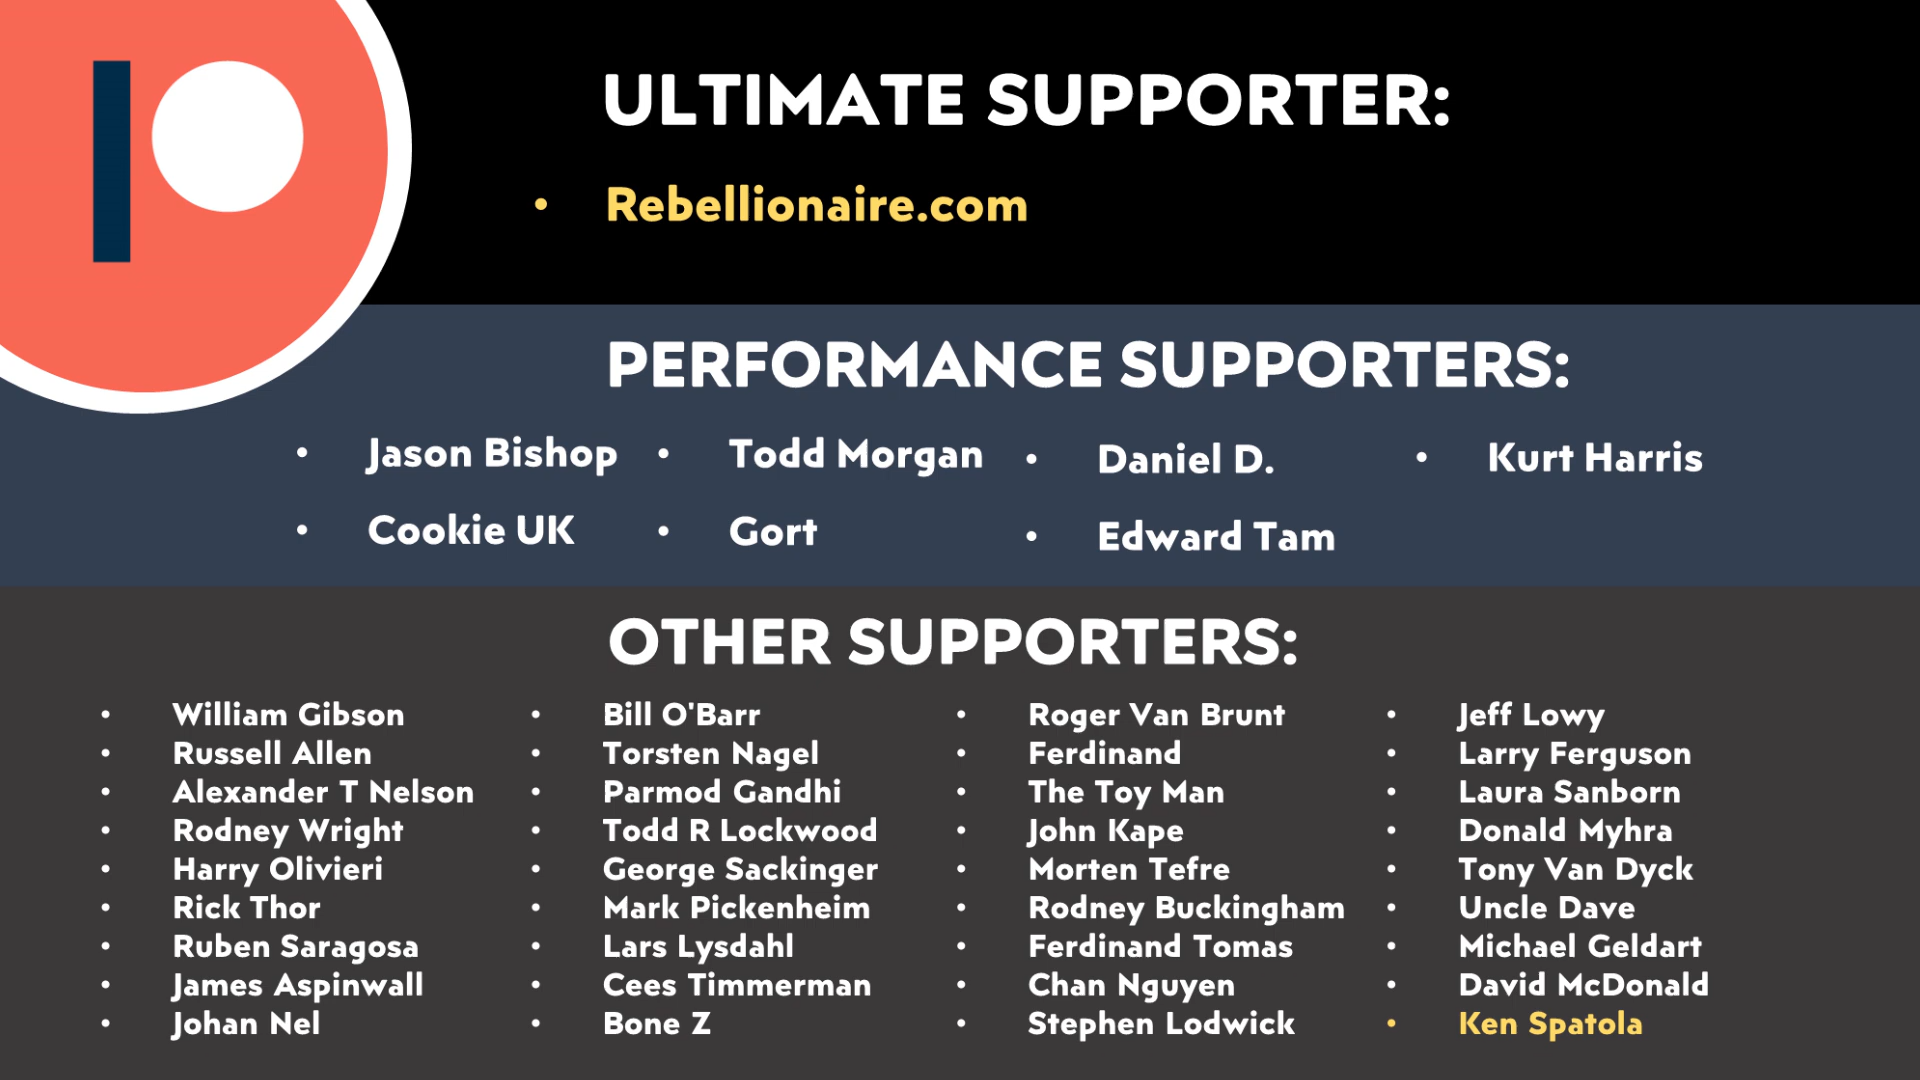 ULTIMATE SUPPORTER:
• Rebellionaire.com
PERFORMANCE SUPPORTERS:
• Jason Bishop
• Cookie UK
• Todd Morgan
• Gort
• Daniel D.
• Edward Tam
• Kurt Harris
OTHER SUPPORTERS:
• William Gibson
• Russell Allen
• Alexander T Nelson
• Rodney Wright
• Harry Olivieri
• Rick Thor
• Ruben Saragosa
• James Aspinwall
• Johan Nel
• Bill O'Barr
• Torsten Nagel
• Parmod Gandhi
• Todd R Lockwood
• George Sackinger
• Mark Pickenheim
• Lars Lysdahl
• Cees Timmerman
• Bone Z
• Roger Van Brunt
• Ferdinand
• The Toy Man
• John Kape
• Morten Tefre
• Rodney Buckingham
• Ferdinand Tomas
• Chan Nguyen
• Stephen Lodwick
• Jeff Lowy
• Larry Ferguson
• Laura Sanborn
• Donald Myhra
• Tony Van Dyck
• Uncle Dave
• Michael Geldart
• David McDonald
• Ken Spatola